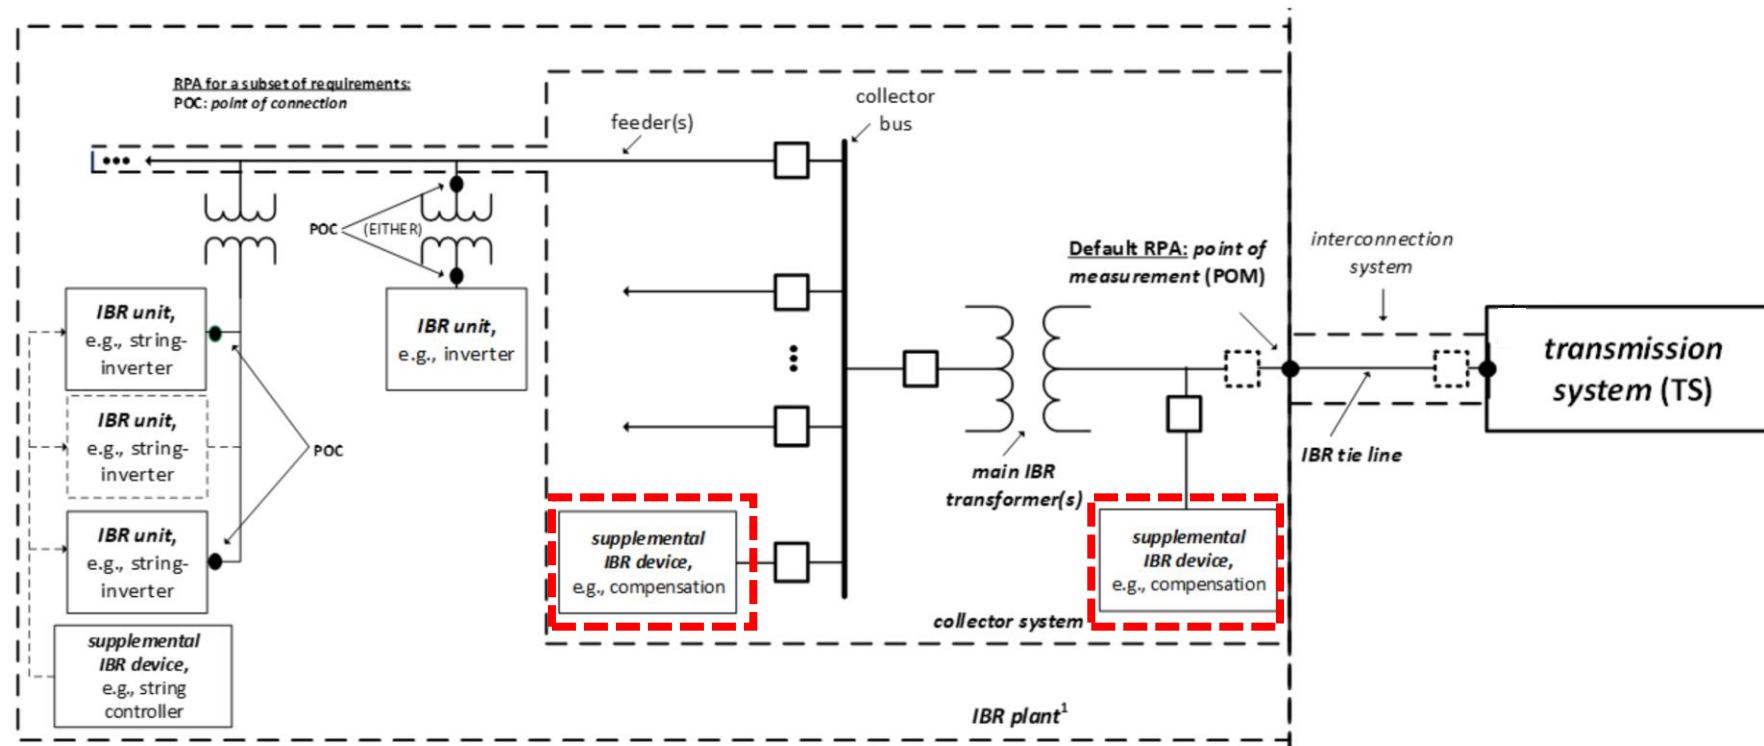 RPA for a subset of requirements:
POC: point of connection
feeder(s)
collector
bus
POC
(EITHER)
IBR unit,
e.g., string-
inverter
IBR unit,
e.g., inverter
IBR unit,
e.g., string-
inverter
POC
IBR unit,
e.g., string-
inverter
supplemental
IBR device,
e.g., string
controller
supplemental
IBR device,
e.g., compensation
main IBR
transformer(s)
Default RPA: point of
measurement (POM)
supplemental
IBR device,
e.g., compensation
collector system
IBR plant¹
interconnection
system
IBR tie line
transmission
system (TS)